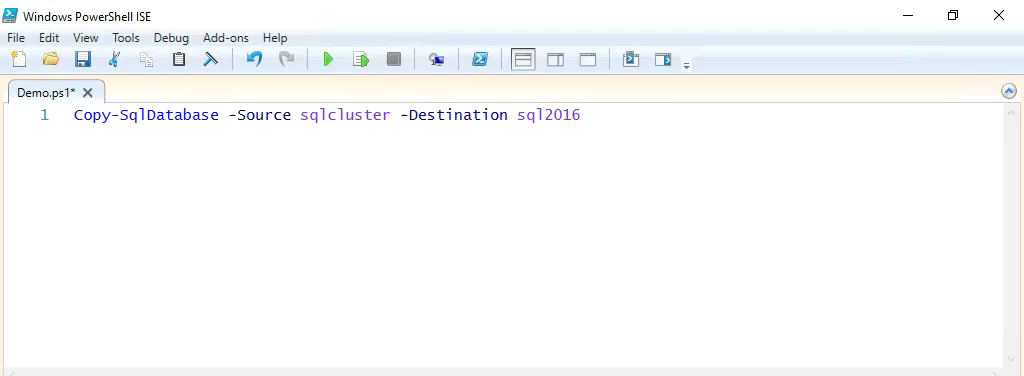 Windows PowerShell ISE
File Edit View Tools Debug Add-ons Help
Demo.ps1*
1 Copy-SqlDatabase -Source sqlcluster -Destination sql2016